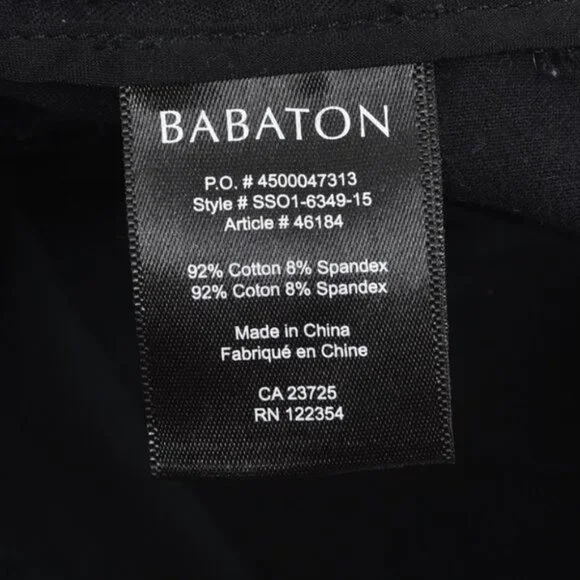 BABATON
P.O. # 4500047313
Style # SSO1-6349-15
Article # 46184
92% Cotton 8% Spandex
92% Coton 8% Spandex
Made in China
Fabriqué en Chine
CA 23725
RN 122354